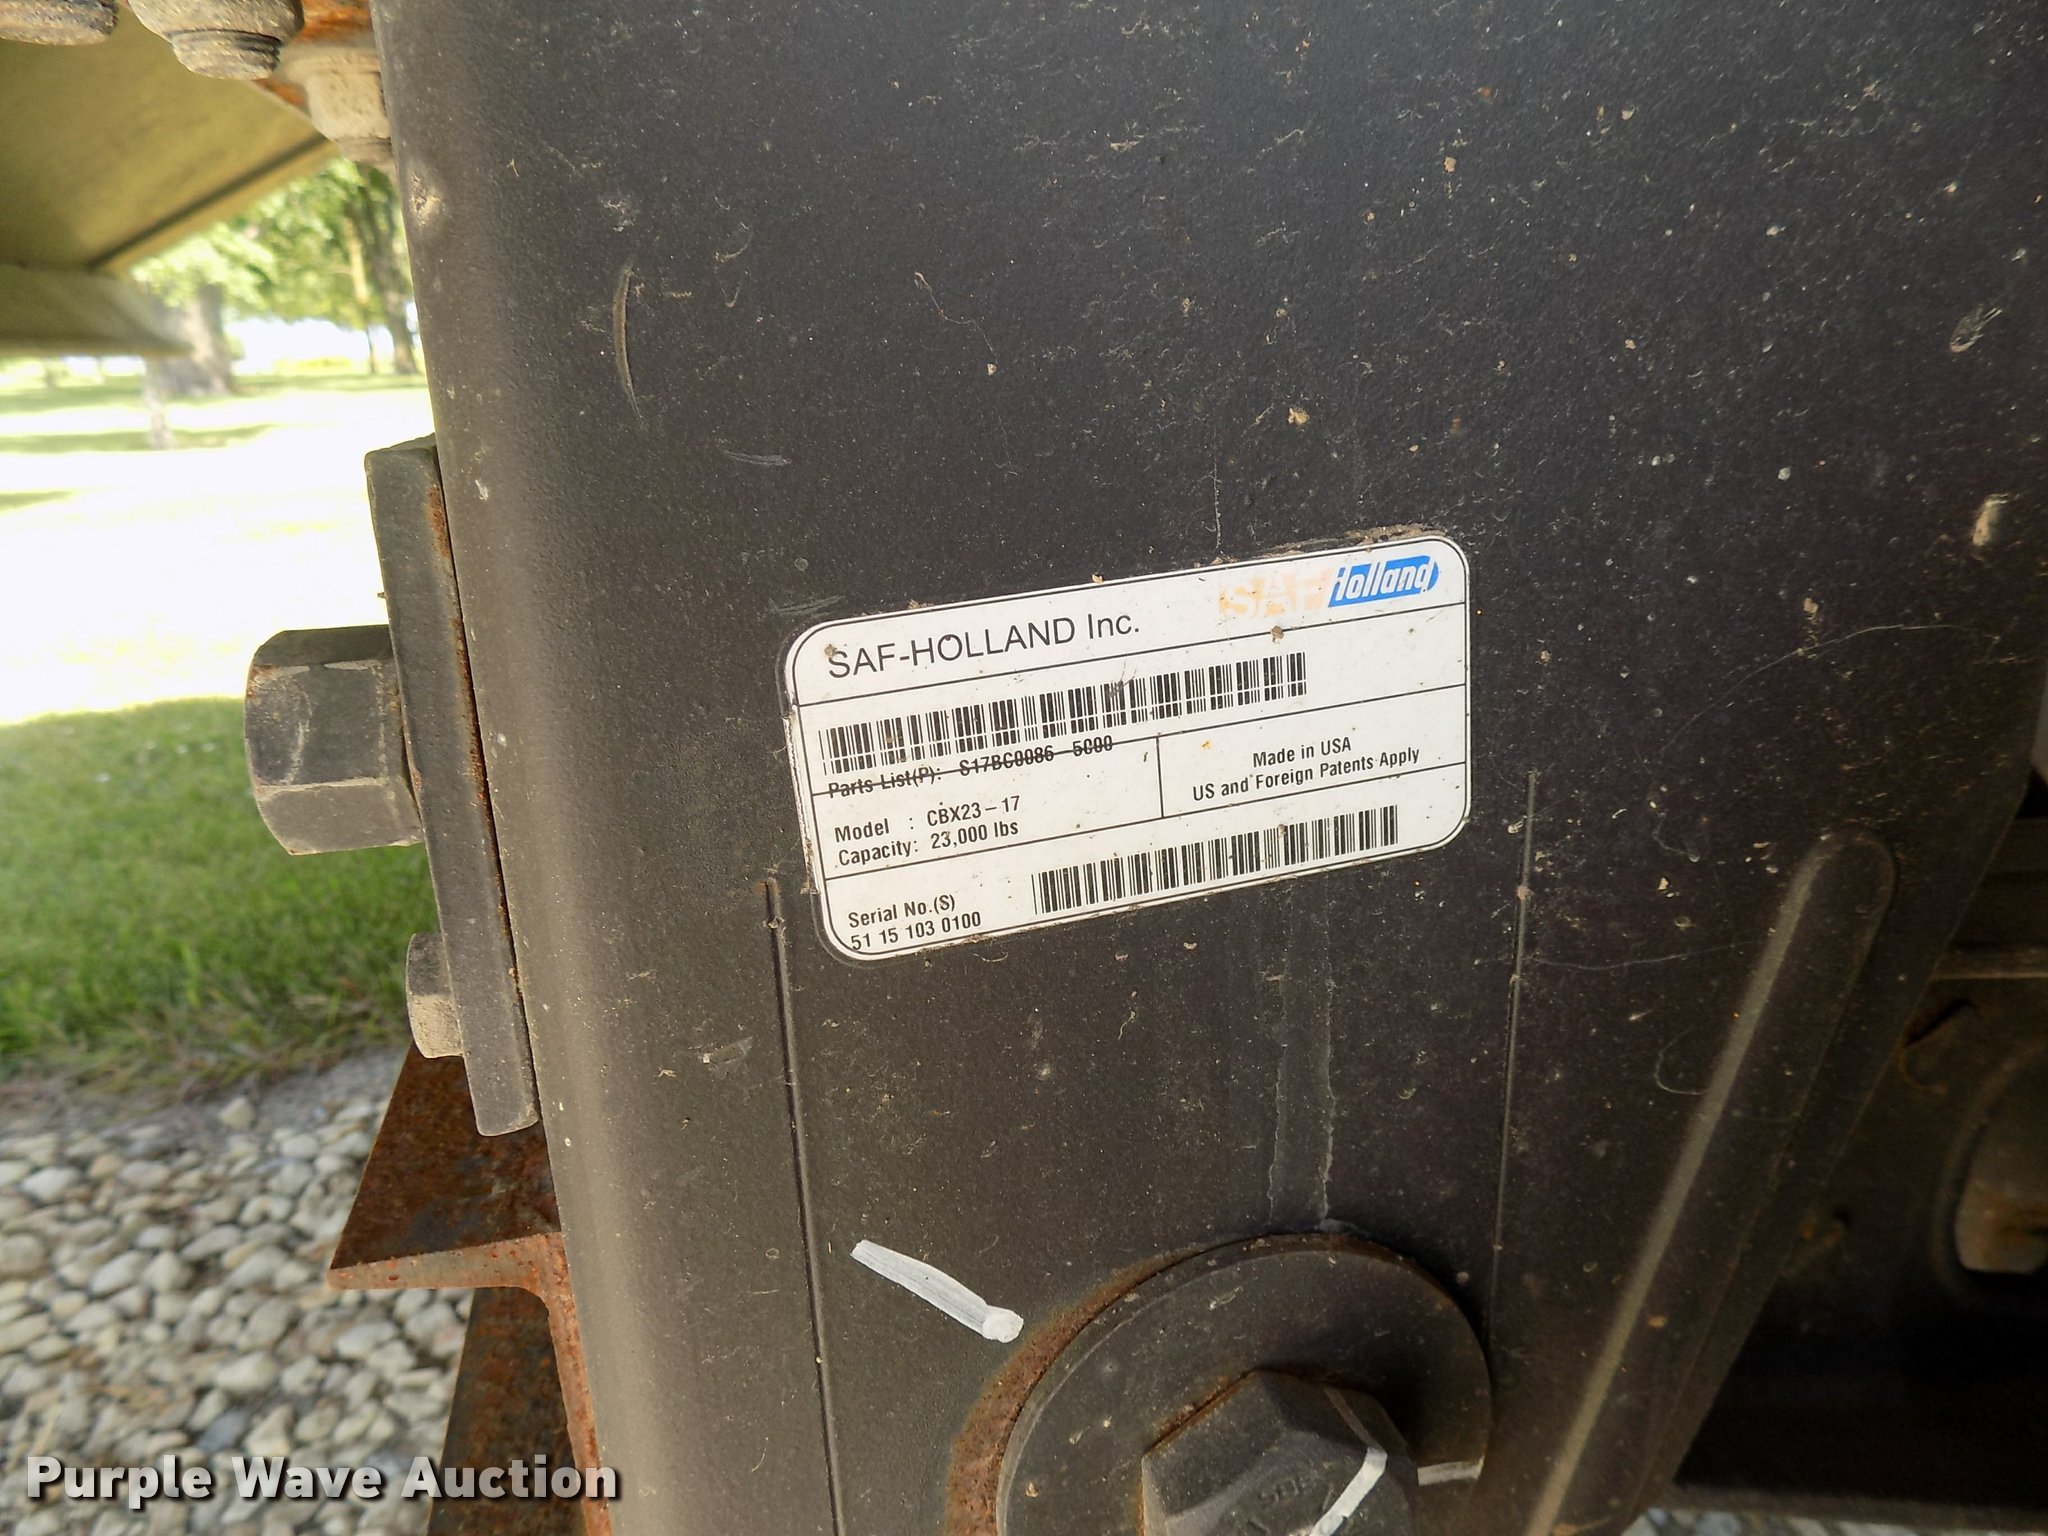 SAF-HOLLAND Inc.
SAF Holland
Parts List(P): S17BC0086-5000
Made in USA
US and Foreign Patents Apply
Model : CBX23-17
Capacity: 23,000 lbs
Serial No.(S)
51 15 103 0100
Purple Wave Auction